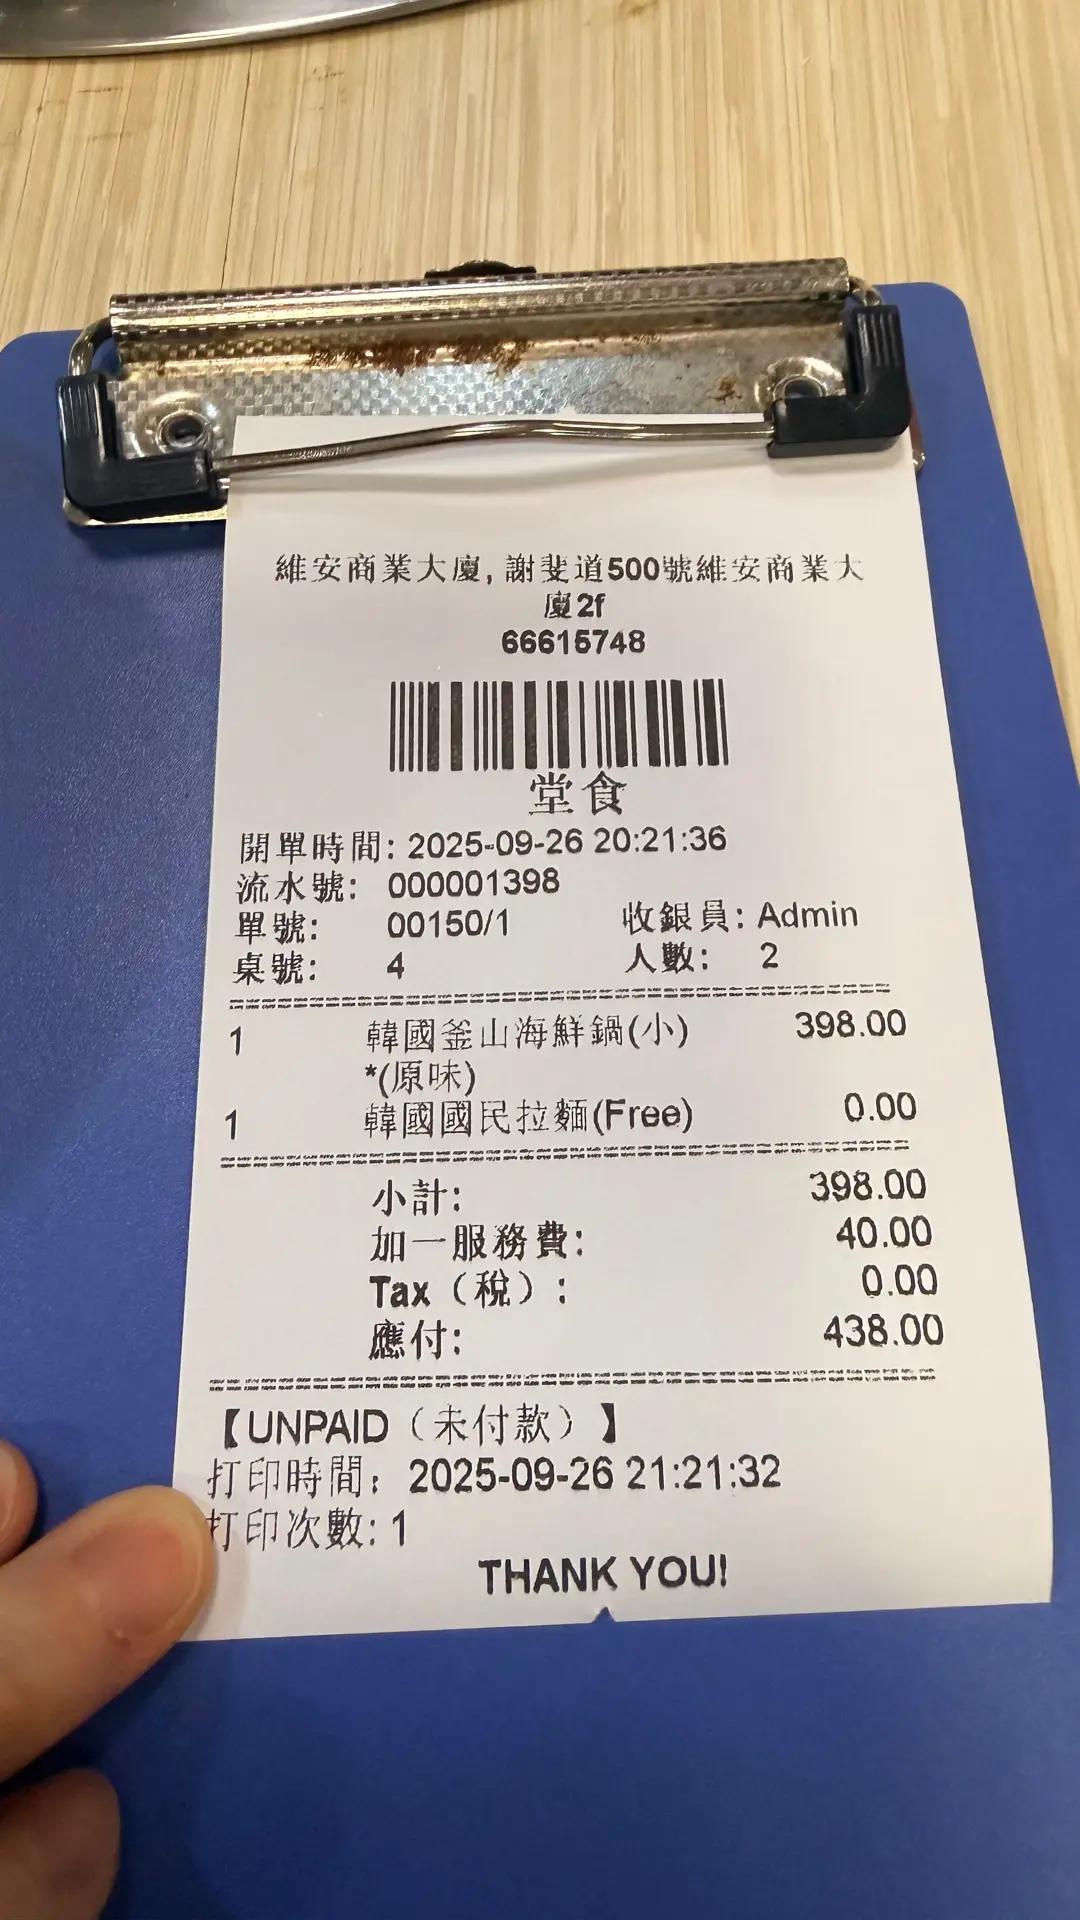 維安商業大廈, 謝斐道500號維安商業大
廈2f
66615748
堂食
開單時間: 2025-09-26 20:21:36
流水號: 000001398
單號: 00150/1 收銀員: Admin
桌號: 4 人數: 2
1 韓國釜山海鮮鍋(小) 398.00
*(原味)
1 韓國國民拉麵(Free) 0.00
小計: 398.00
加一服務費: 40.00
Tax（稅）: 0.00
應付: 438.00
【UNPAID（未付款）】
打印時間: 2025-09-26 21:21:32
打印次數: 1
THANK YOU!